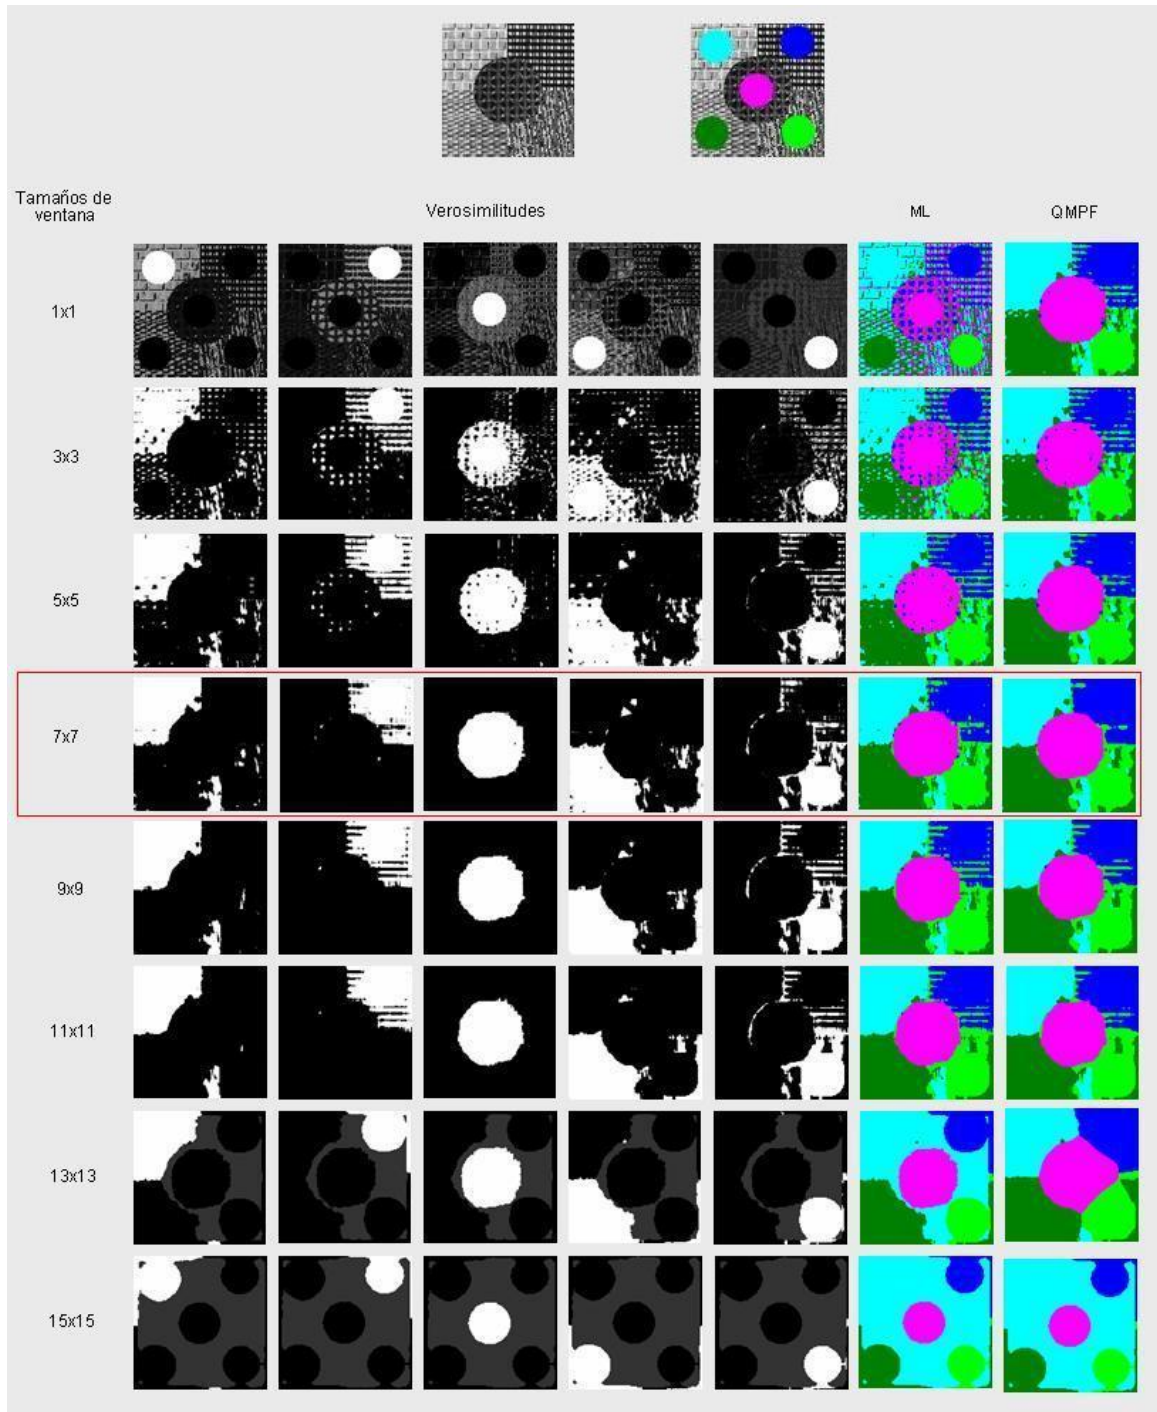 Tamaños de
ventana
Verosimilitudes
ML
QMPF
1x1
3x3
5x5
7x7
9x9
11x11
13x13
15x15